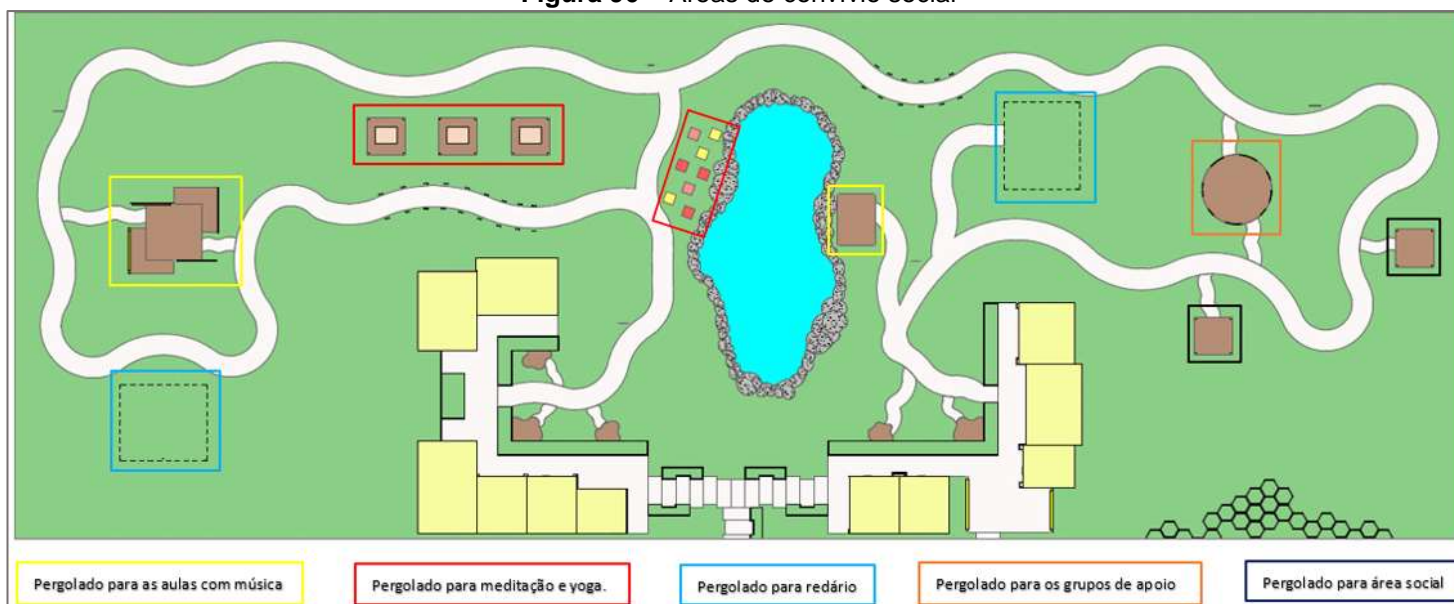 Figura – Áreas de convívio social
Pergolado para as aulas com música
Pergolado para meditação e yoga.
Pergolado para redário
Pergolado para os grupos de apoio
Pergolado para área social